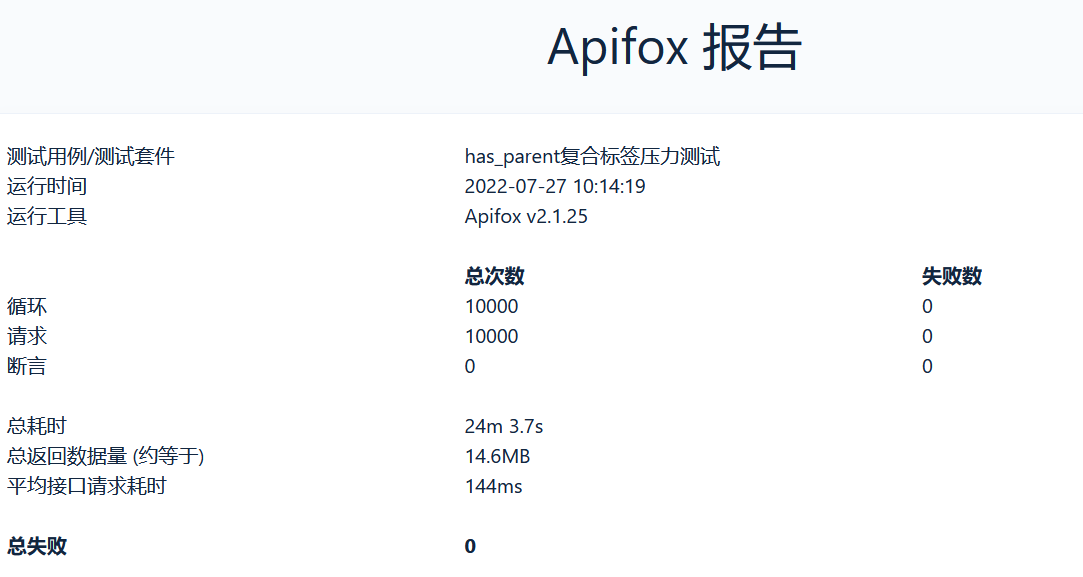 Apifox 报告
测试用例/测试套件 has_parent复合标签压力测试
运行时间 2022-07-27 10:14:19
运行工具 Apifox v2.1.25
总次数 失败数
循环 10000 0
请求 10000 0
断言 0 0
总耗时 24m 3.7s
总返回数据量 (约等于) 14.6MB
平均接口请求耗时 144ms
总失败 0